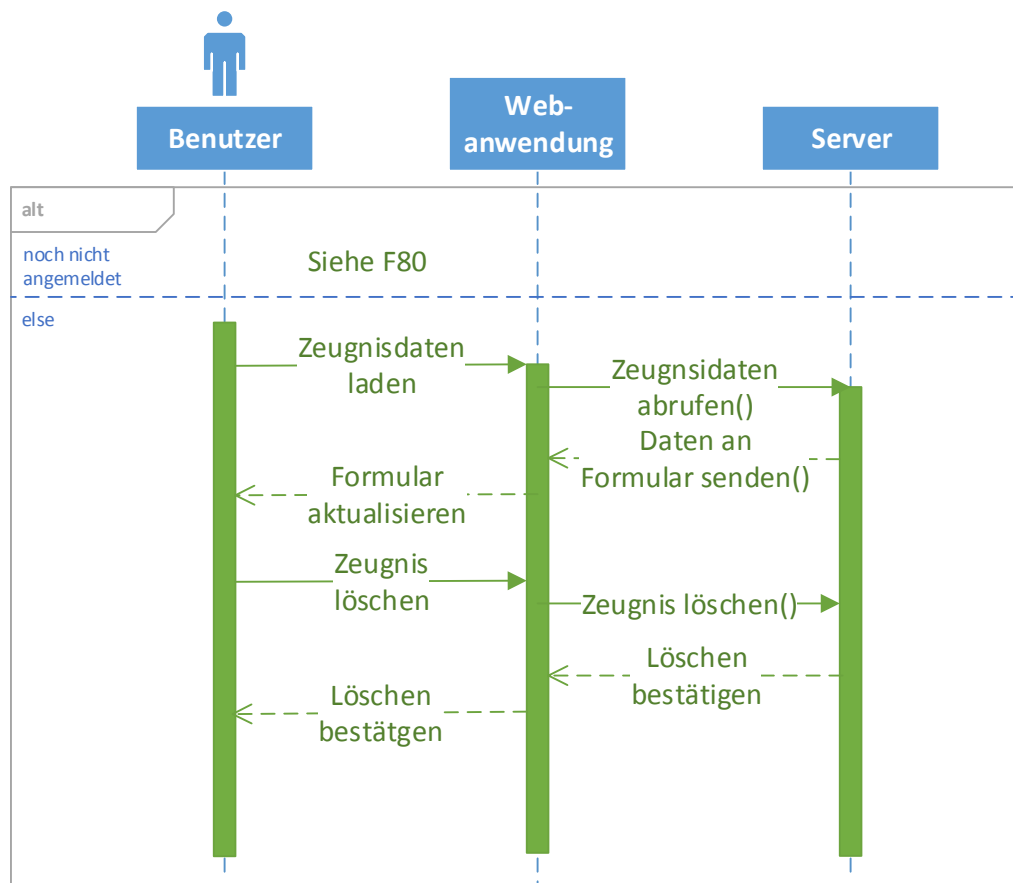 Benutzer
Web-
anwendung
Server
alt
noch nicht
angemeldet
Siehe F80
else
Zeugnisdaten
laden
Zeugnsidaten
abrufen()
Daten an
Formular senden()
Formular
aktualisieren
Zeugnis
löschen
Zeugnis löschen()
Löschen
bestätigen
Löschen
bestätgen